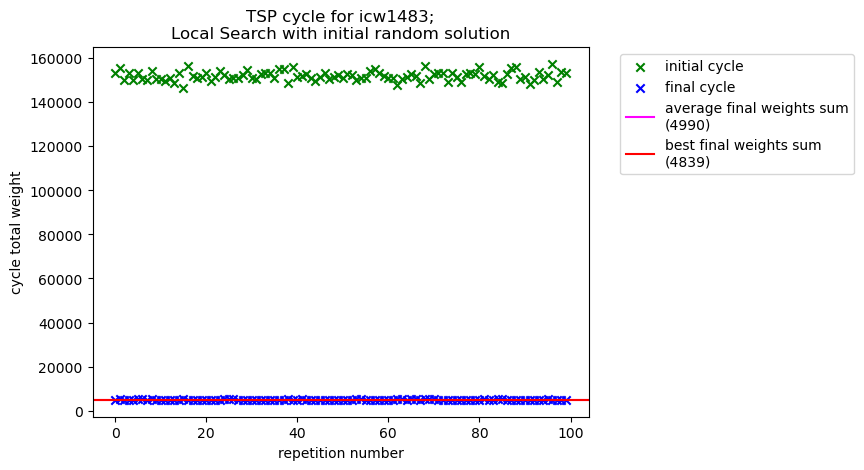 TSP cycle for icw1483;
Local Search with initial random solution
160000
140000
120000
100000
80000
60000
40000
20000
0
cycle total weight
0 20 40 60 80 100
repetition number
initial cycle
final cycle
average final weights sum
(4990)
best final weights sum
(4839)